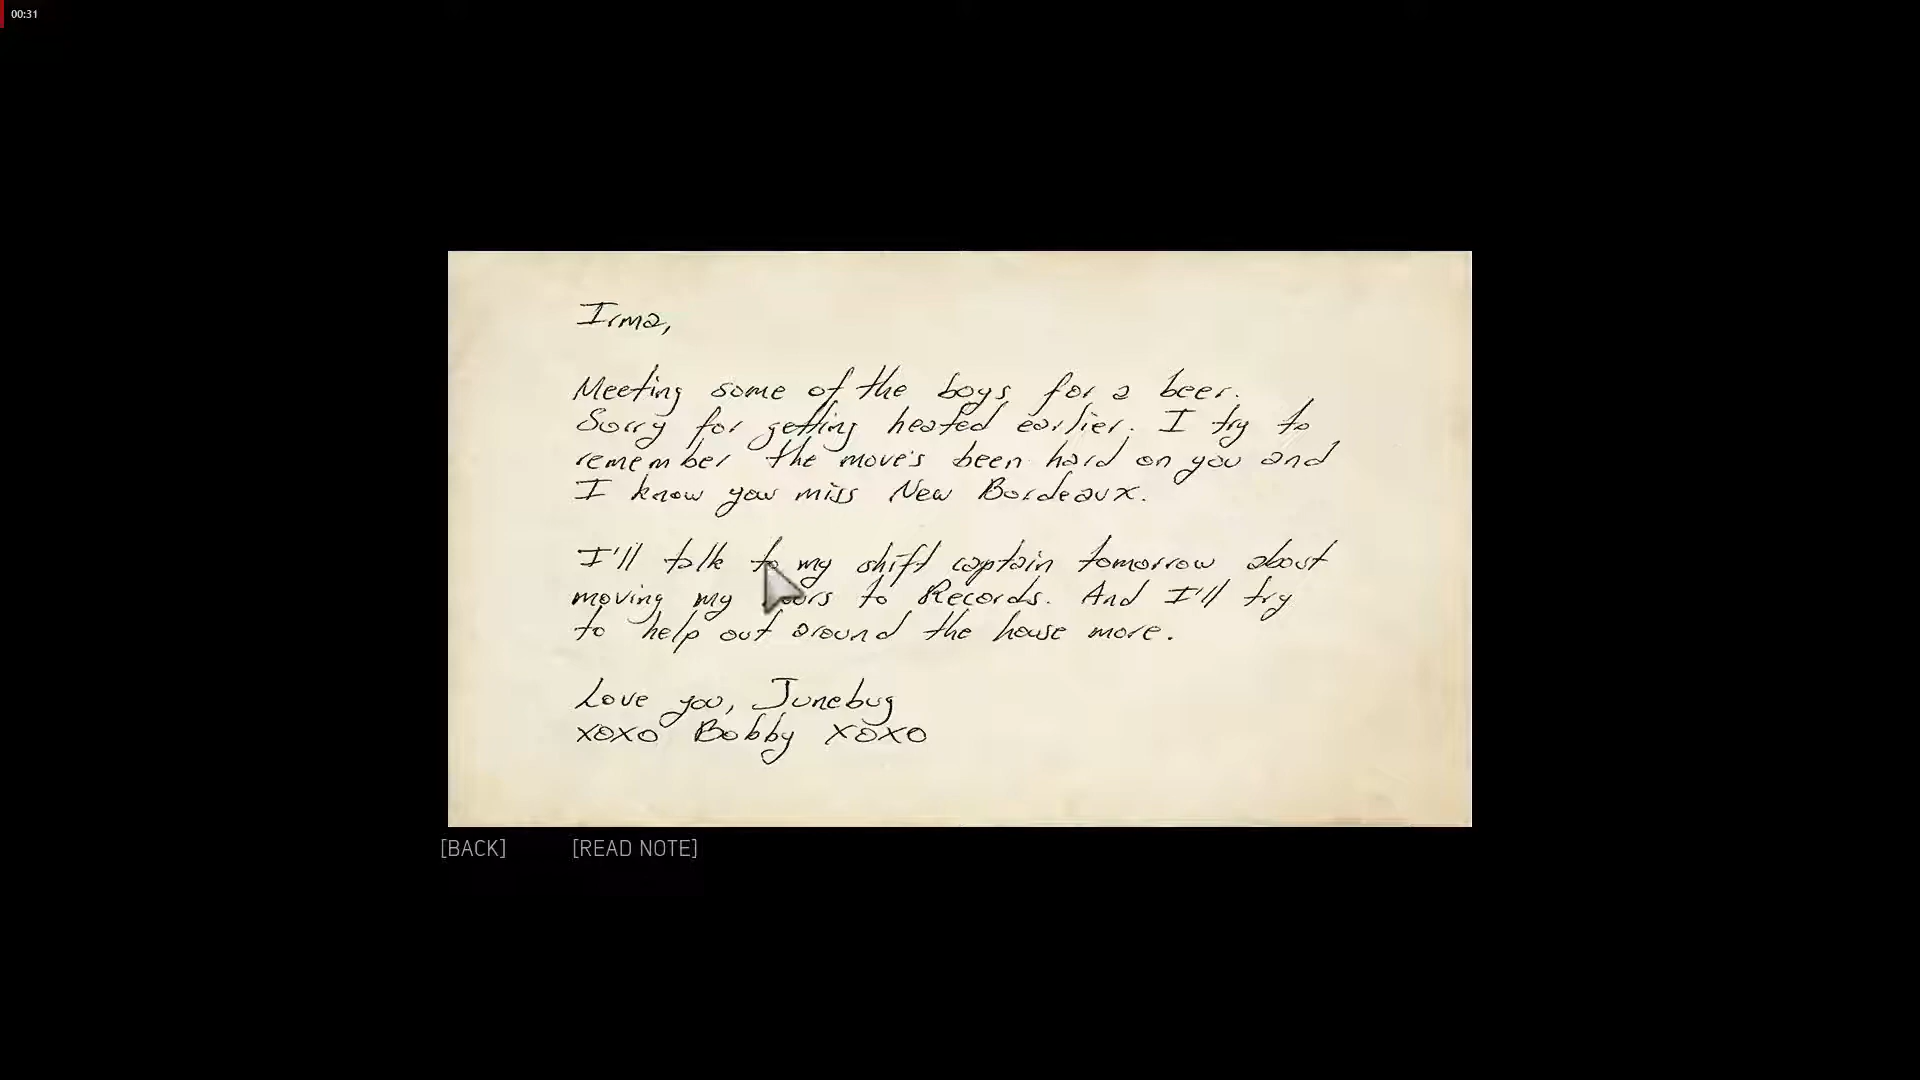 00:31
Irma,
Meeting some of the boys for a beer.
Sorry for getting heated earlier. I try to
remember the move's been hard on you and
I know you miss New Bordeaux.
I'll talk to my shift captain tomorrow about
moving my to Records. And I'll try
to help out around the house more.
Love you, Junebug
xoxo Bobby xoxo
[BACK] [READ NOTE]